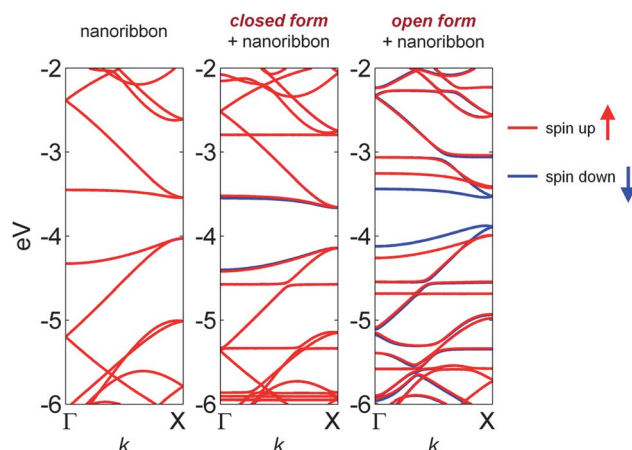 nanoribbon
closed form
+ nanoribbon
open form
+ nanoribbon
eV
-2
-3
-4
-5
-6
Γ
X
k
-2
-3
-4
-5
-6
Γ
X
k
-2
-3
-4
-5
-6
Γ
X
k
spin up
spin down